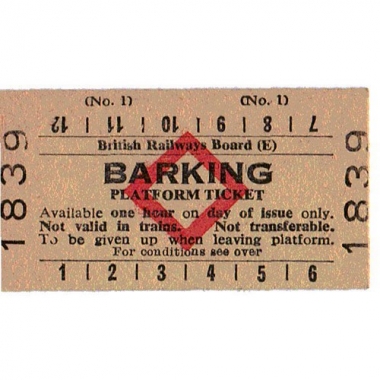 (No. 1) (No. 1)
12 | 11 | 10 | 9 | 8 | 7
British Railways Board (E)
BARKING
PLATFORM TICKET
Available one hour on day of issue only.
Not valid in trains. Not transferable.
To be given up when leaving platform.
For conditions see over
1 | 2 | 3 | 4 | 5 | 6
1839
1839